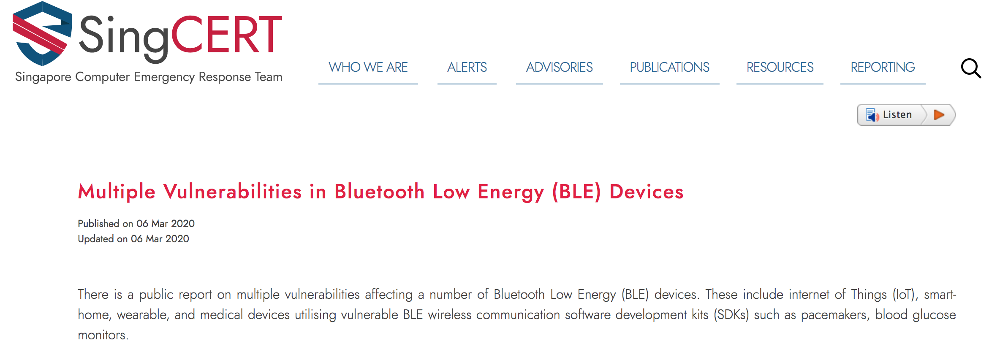 SingCERT
Singapore Computer Emergency Response Team
WHO WE ARE
ALERTS
ADVISORIES
PUBLICATIONS
RESOURCES
REPORTING
Listen
Multiple Vulnerabilities in Bluetooth Low Energy (BLE) Devices
Published on 06 Mar 2020
Updated on 06 Mar 2020
There is a public report on multiple vulnerabilities affecting a number of Bluetooth Low Energy (BLE) devices. These include internet of Things (IoT), smart-
home, wearable, and medical devices utilising vulnerable BLE wireless communication software development kits (SDKs) such as pacemakers, blood glucose
monitors.